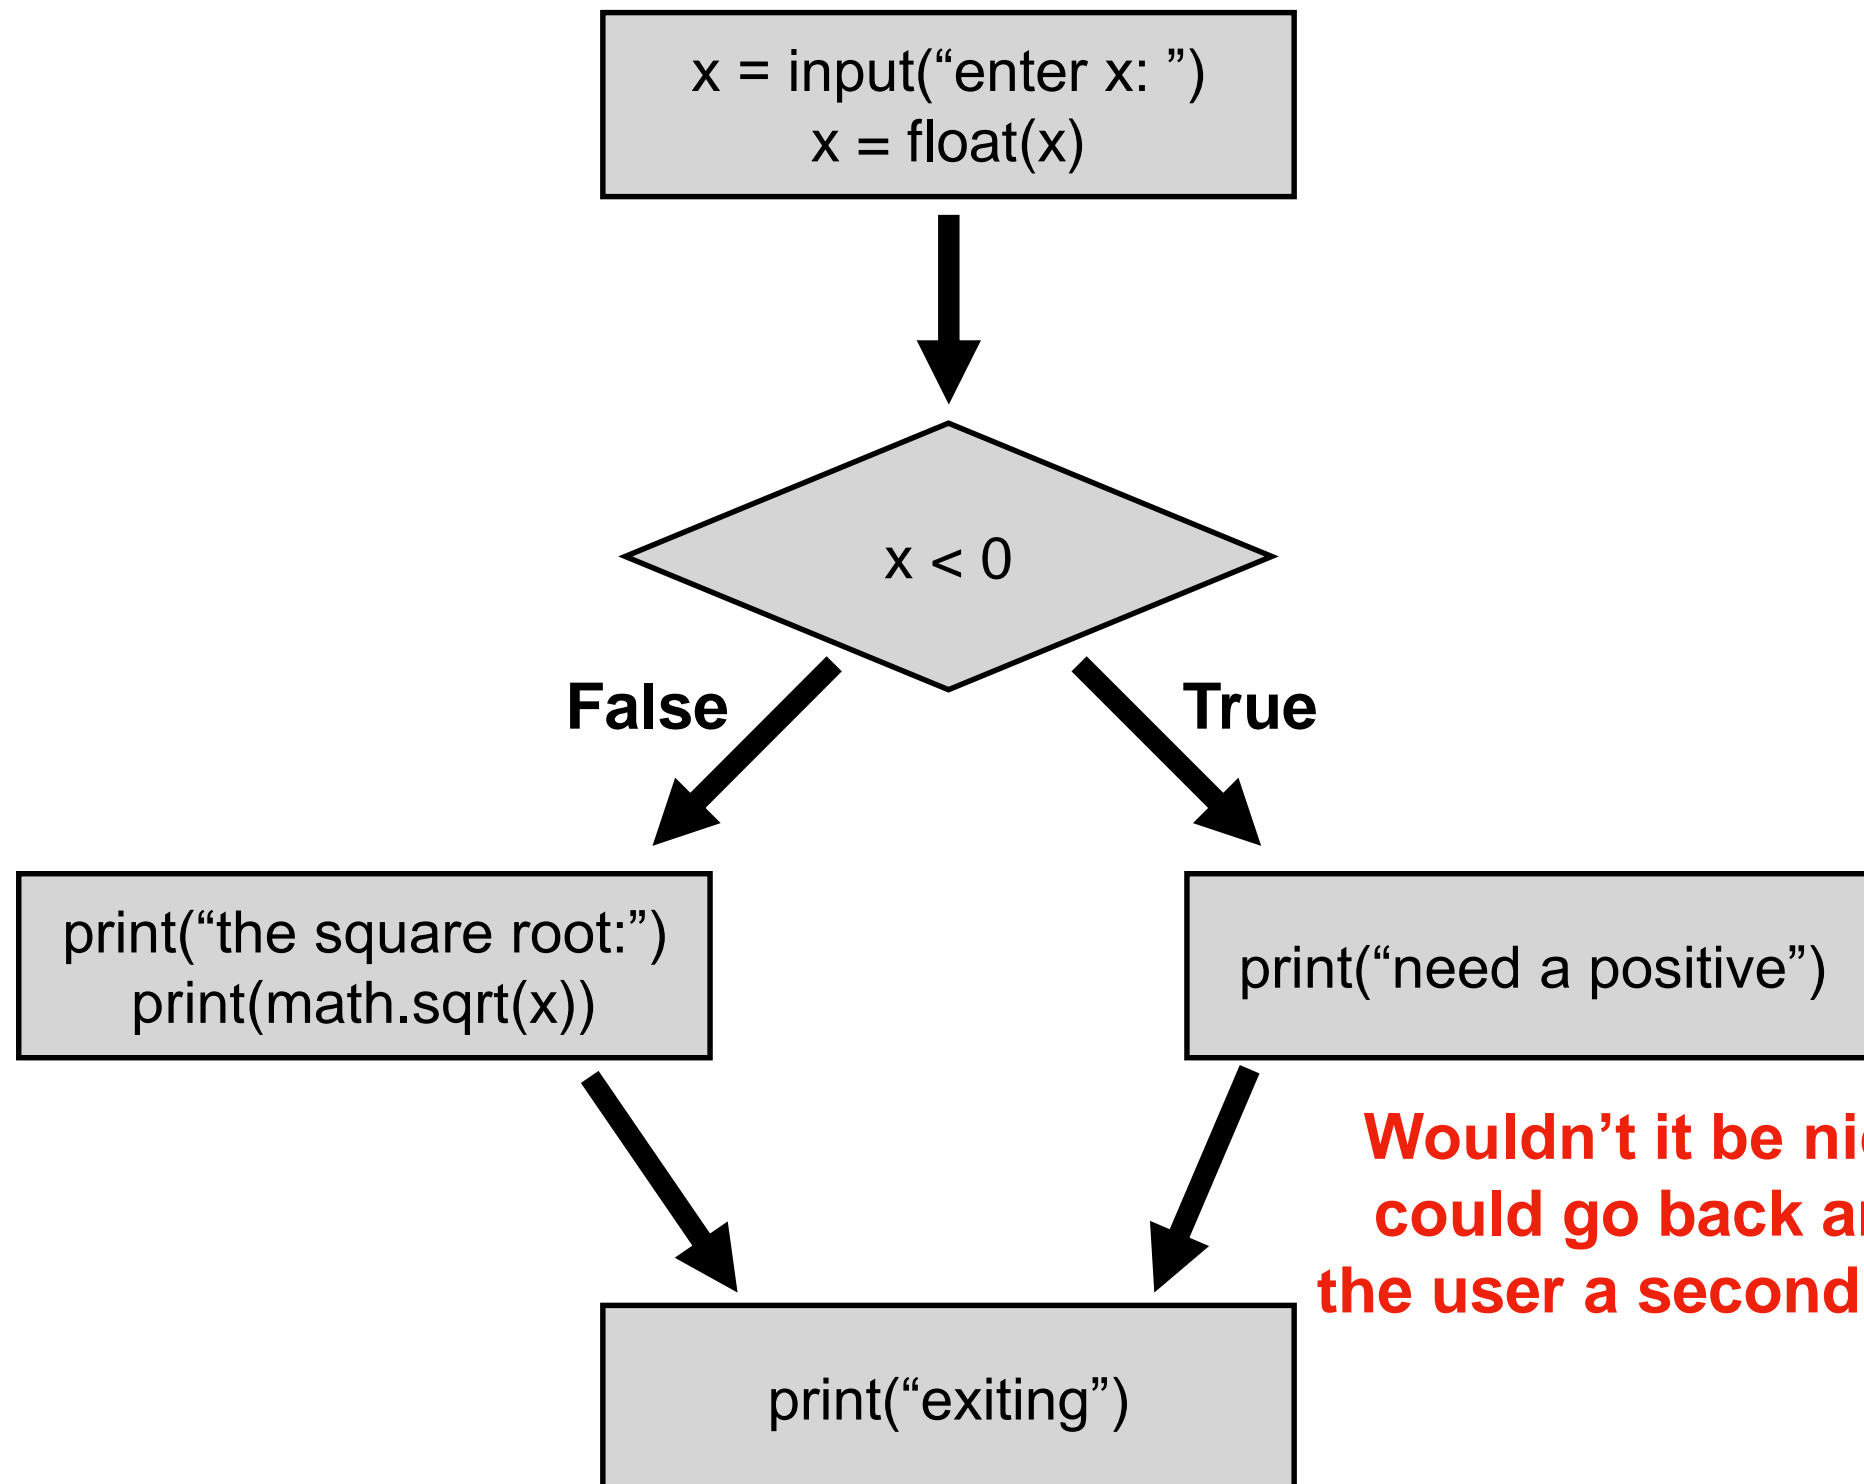 x = input(“enter x: ”)
x = float(x)
x < 0
False
True
print(“the square root:”)
print(math.sqrt(x))
print(“need a positive”)
Wouldn’t it be
could go back
the user a second
print(“exiting”)